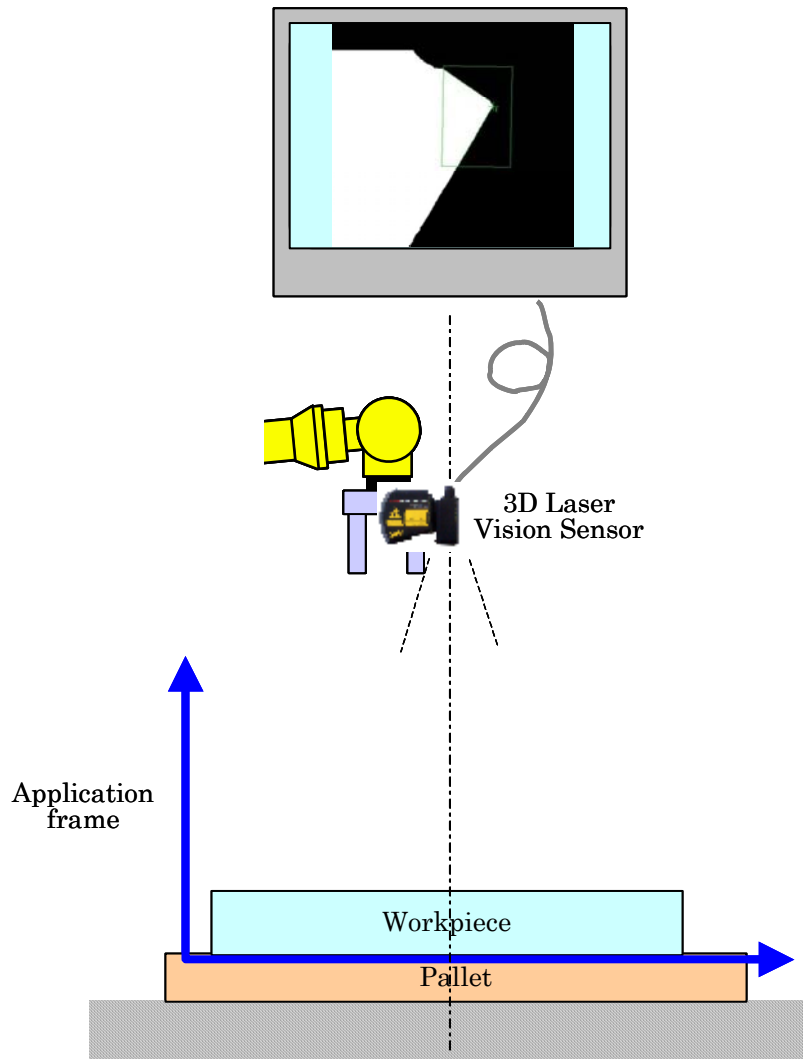 3D Laser
Vision Sensor
Application
frame
Workpiece
Pallet